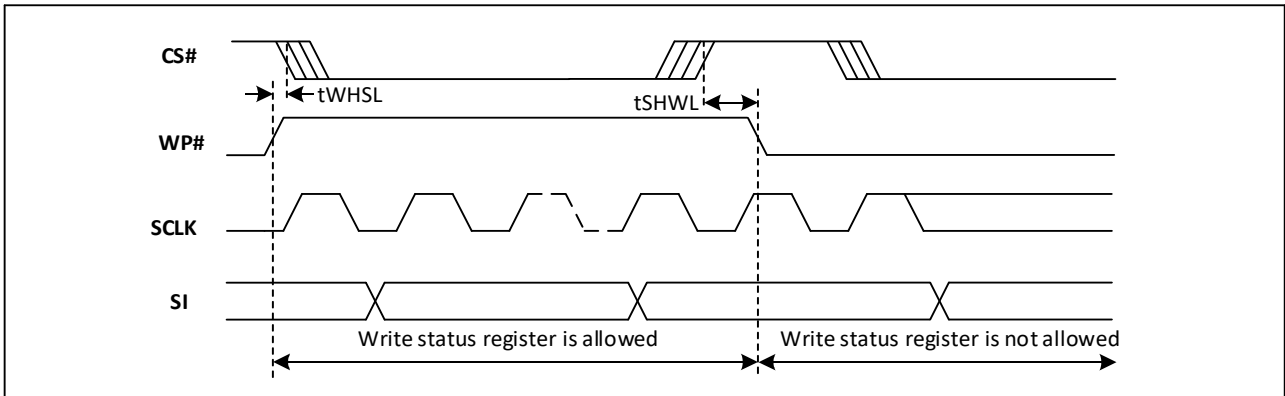 CS#
tWHSL
tSHWL
WP#
SCLK
SI
Write status register is allowed
Write status register is not allowed